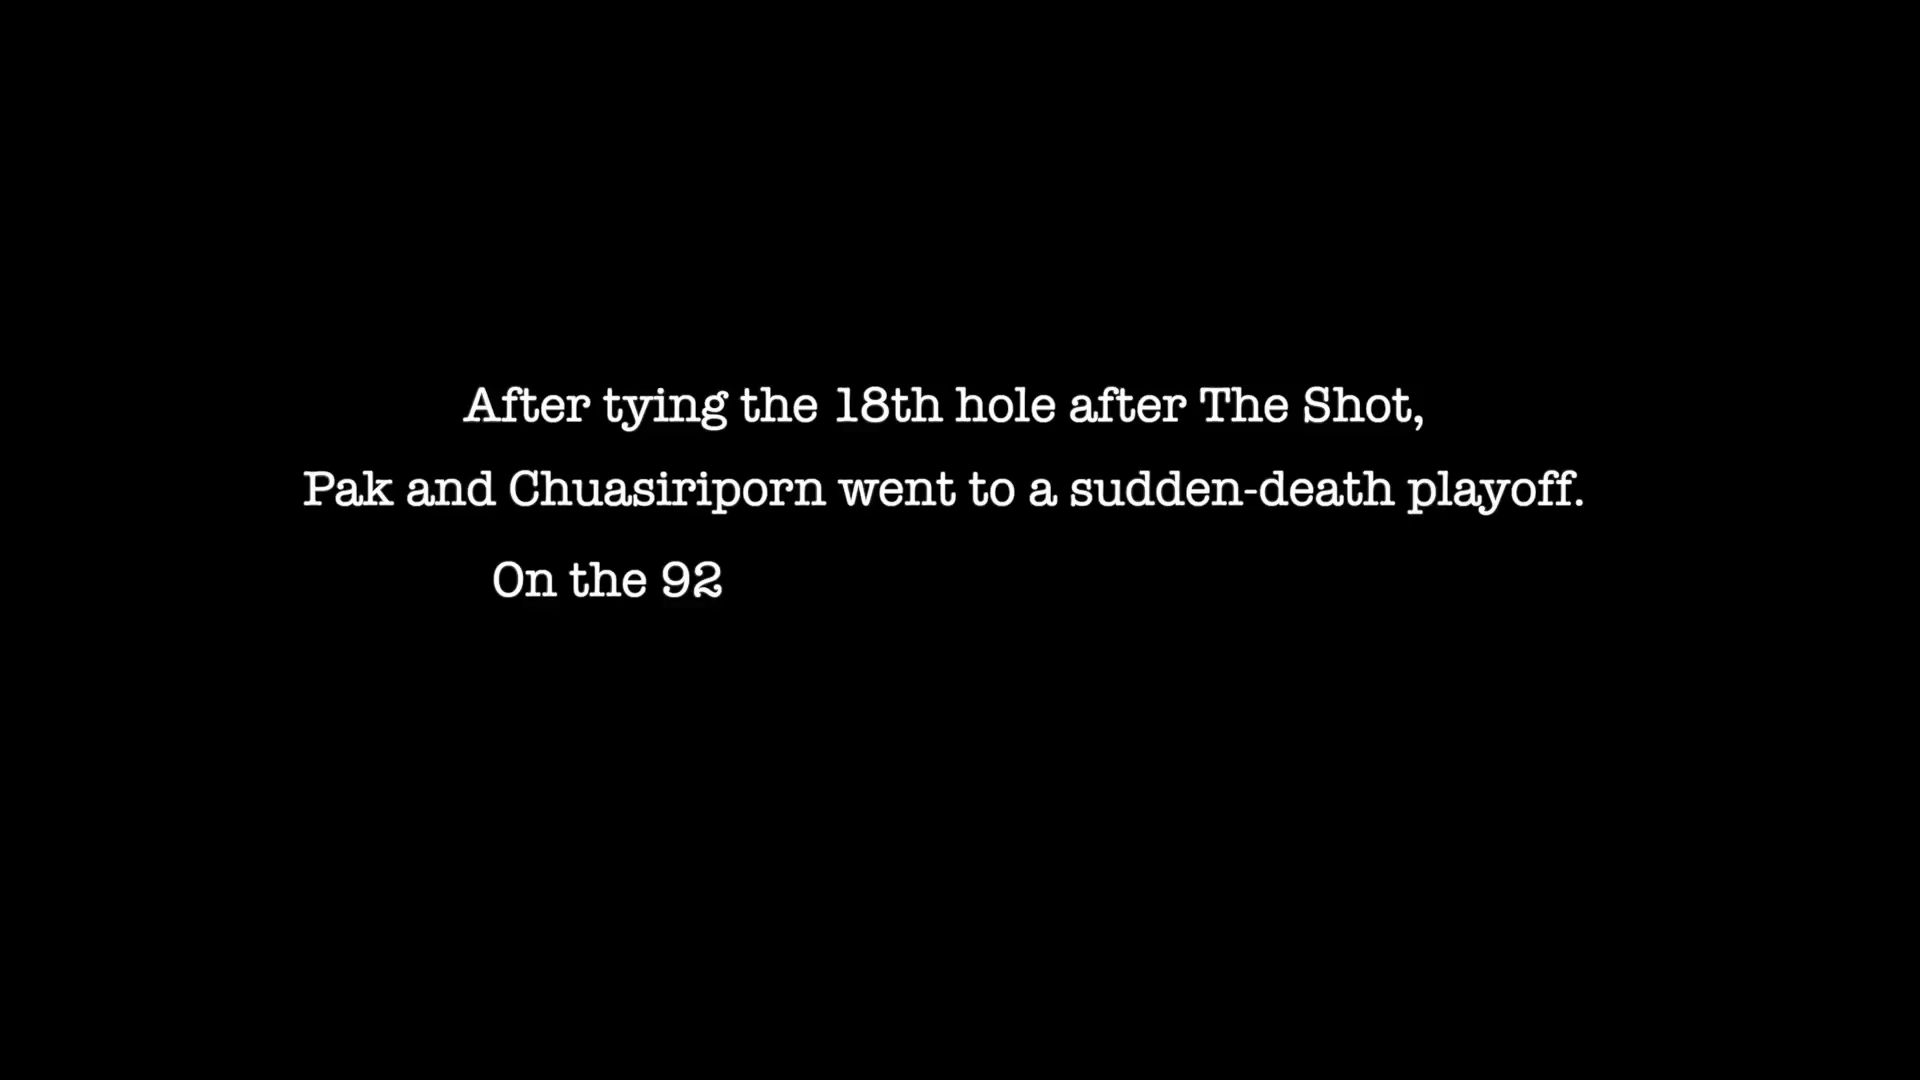 After tying the 18th hole after The Shot,
Pak and Chuasiriporn went to a sudden-death playoff.
On the 92